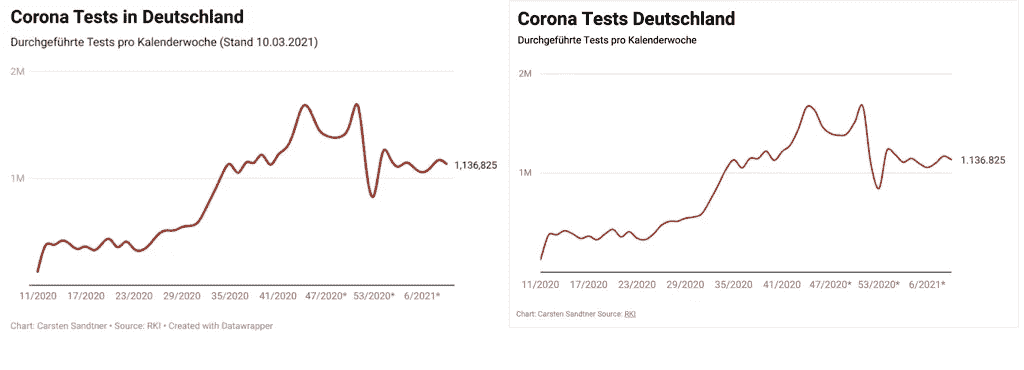 Corona Tests in Deutschland
Durchgeführte Tests pro Kalenderwoche (Stand 10.03.2021)
2M
1,136,825
1M
11/2020 17/2020 23/2020 29/2020 35/2020 41/2020 47/2020* 53/2020* 6/2021*
Chart: Carsten Sandtner • Source: RKI • Created with Datawrapper
Corona Tests Deutschland
Durchgeführte Tests pro Kalenderwoche
2M
1.136.825
1M
11/2020 17/2020 23/2020 29/2020 35/2020 41/2020 47/2020* 53/2020* 6/2021*
Chart: Carsten Sandtner Source: RKI